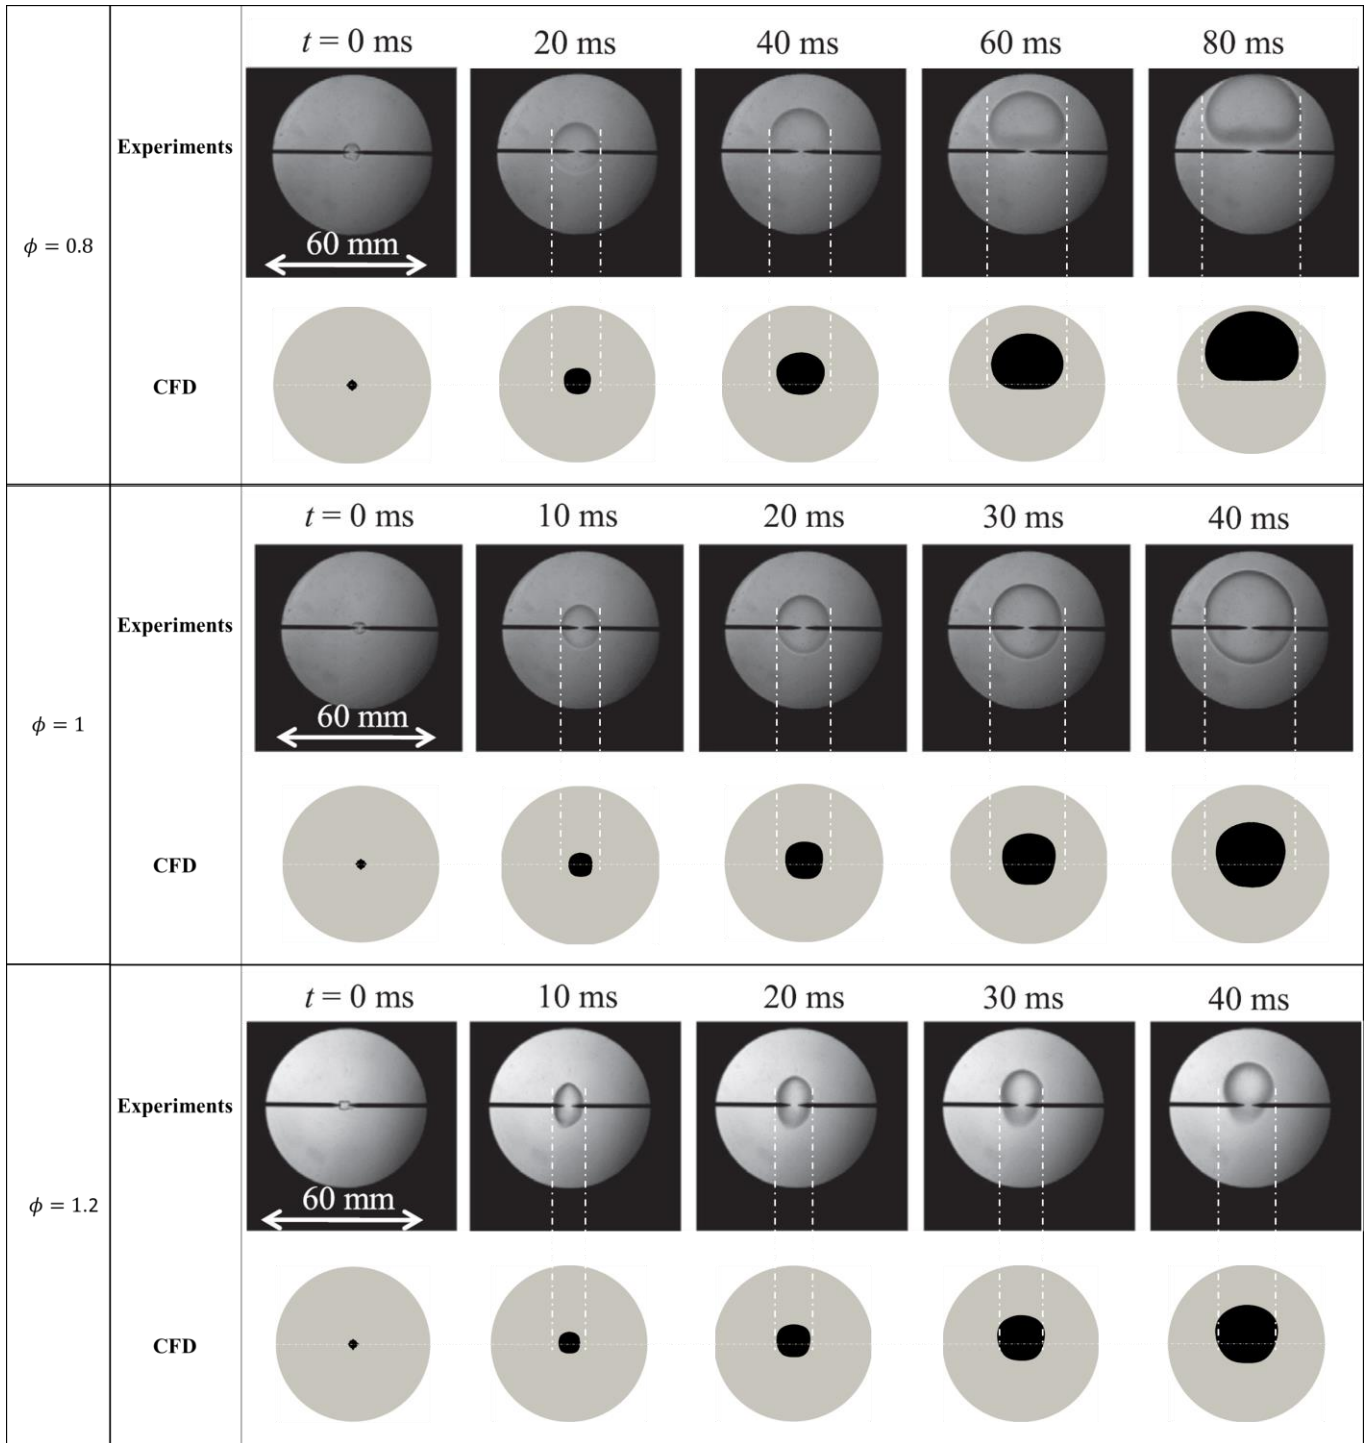 t = 0 ms 20 ms 40 ms 60 ms 80 ms
Experiments
ϕ = 0.8
60 mm
CFD
t = 0 ms 10 ms 20 ms 30 ms 40 ms
Experiments
60 mm
ϕ = 1
CFD
t = 0 ms 10 ms 20 ms 30 ms 40 ms
Experiments
60 mm
ϕ = 1.2
CFD